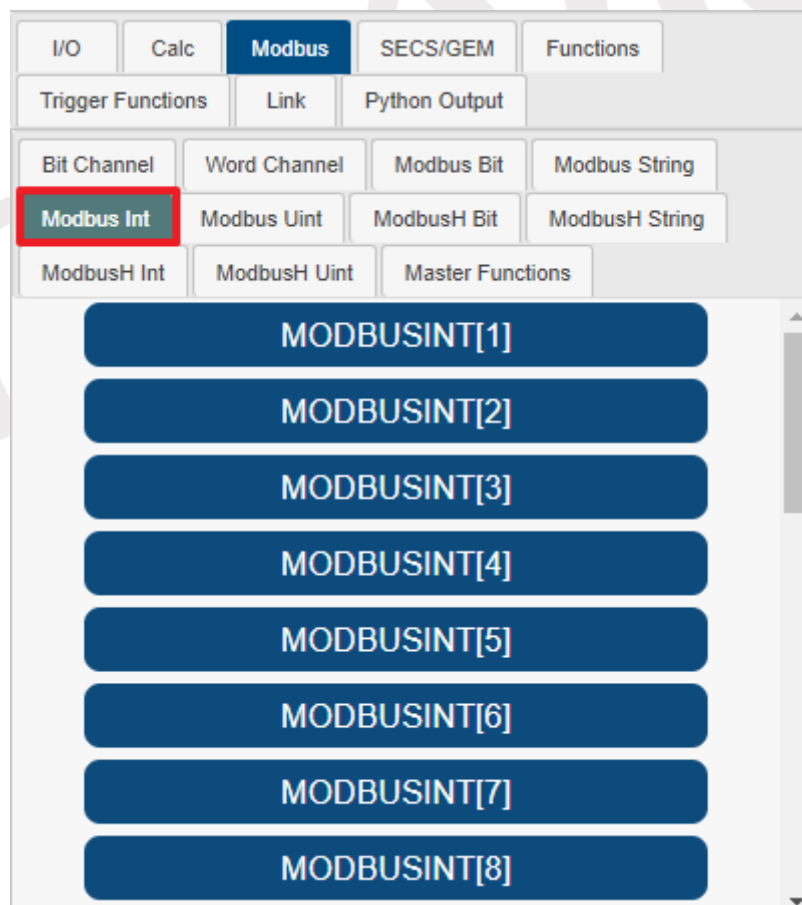 I/O Calc Modbus SECS/GEM Functions
Trigger Functions Link Python Output
Bit Channel Word Channel Modbus Bit Modbus String
Modbus Int Modbus Uint ModbusH Bit ModbusH String
ModbusH Int ModbusH Uint Master Functions
MODBUSINT[1]
MODBUSINT[2]
MODBUSINT[3]
MODBUSINT[4]
MODBUSINT[5]
MODBUSINT[6]
MODBUSINT[7]
MODBUSINT[8]